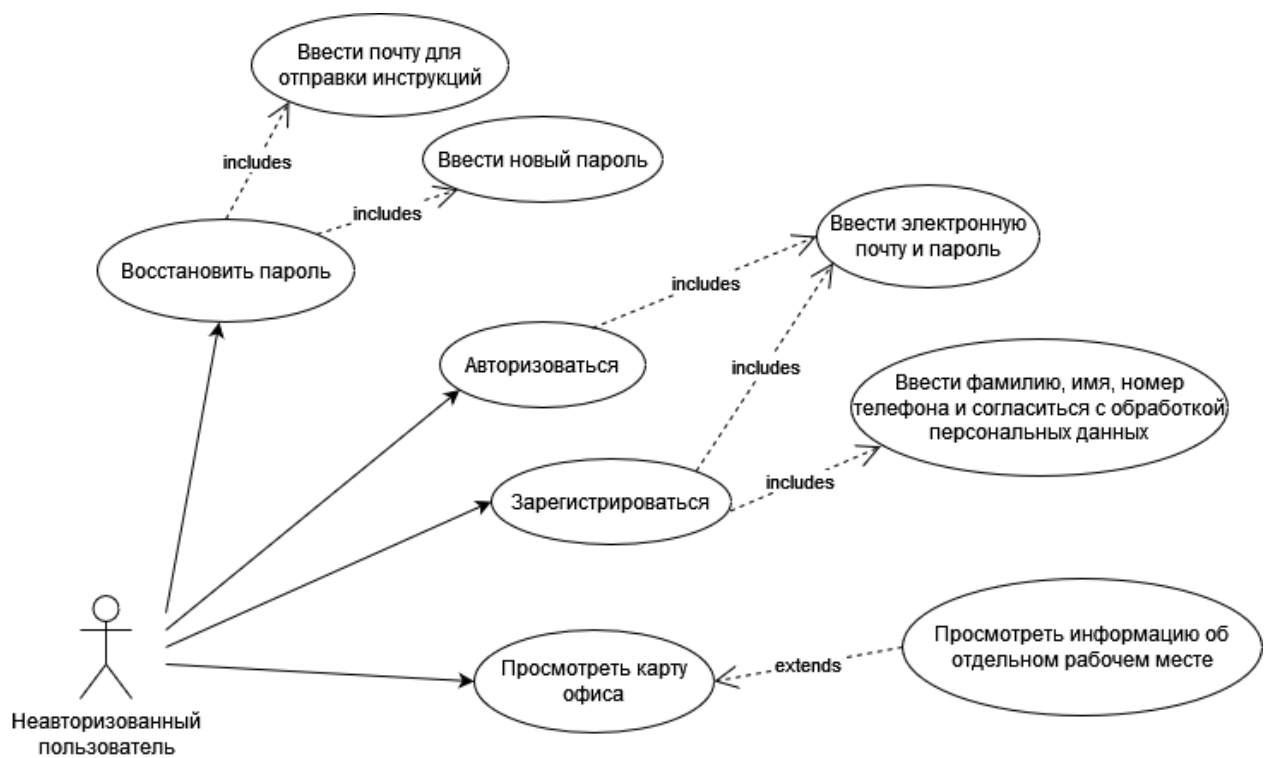 Ввести почту для
отправки инструкций
includes
Ввести новый пароль
includes
Восстановить пароль
Ввести электронную
почту и пароль
includes
Авторизоваться
includes
Ввести фамилию, имя, номер
телефона и согласиться с обработкой
персональных данных
includes
Зарегистрироваться
Просмотреть информацию об
отдельном рабочем месте
extends
Просмотреть карту
офиса
Неавторизованный
пользователь